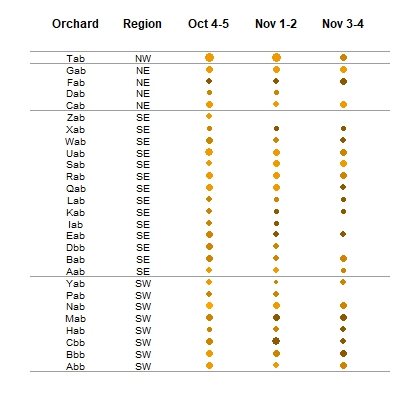 Orchard Region Oct 4-5 Nov 1-2 Nov 3-4
Tab NW
Gab NE
Fab NE
Dab NE
Cab NE
Zab SE
Xab SE
Wab SE
Uab SE
Sab SE
Rab SE
Qab SE
Lab SE
Kab SE
Iab SE
Eab SE
Dbb SE
Bab SE
Aab SE
Yab SW
Pab SW
Nab SW
Mab SW
Hab SW
Cbb SW
Bbb SW
Abb SW